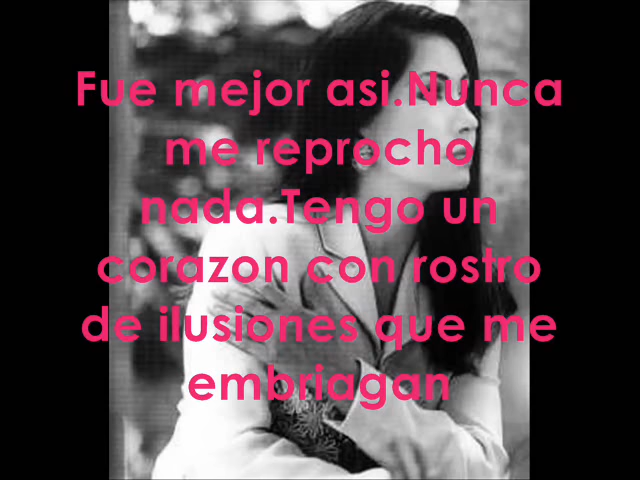 Fue mejor asi.Nunca
me reprocho
nada.Tengo un
corazon con rostro
de ilusiones que me
embriagan